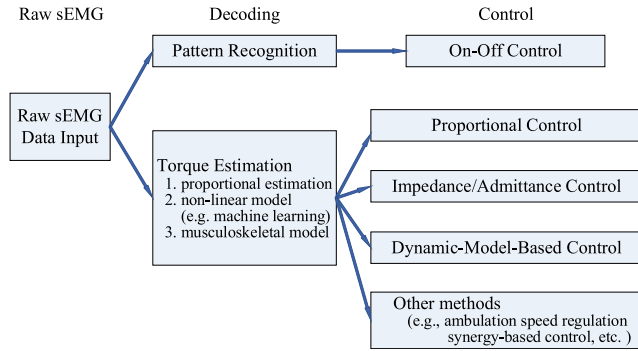 Raw sEMG
Decoding
Control
Pattern Recognition
On-Off Control
Raw sEMG
Data Input
Torque Estimation
1. proportional estimation
2. non-linear model
(e.g. machine learning)
3. musculoskeletal model
Proportional Control
Impedance/Admittance Control
Dynamic-Model-Based Control
Other methods
(e.g., ambulation speed regulation
synergy-based control, etc. )